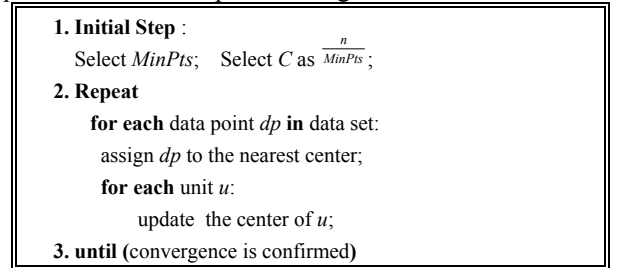 1. Initial Step :
Select MinPts; Select C as n/MinPts ;
2. Repeat
for each data point dp in data set:
assign dp to the nearest center;
for each unit u:
update the center of u;
3. until (convergence is confirmed)